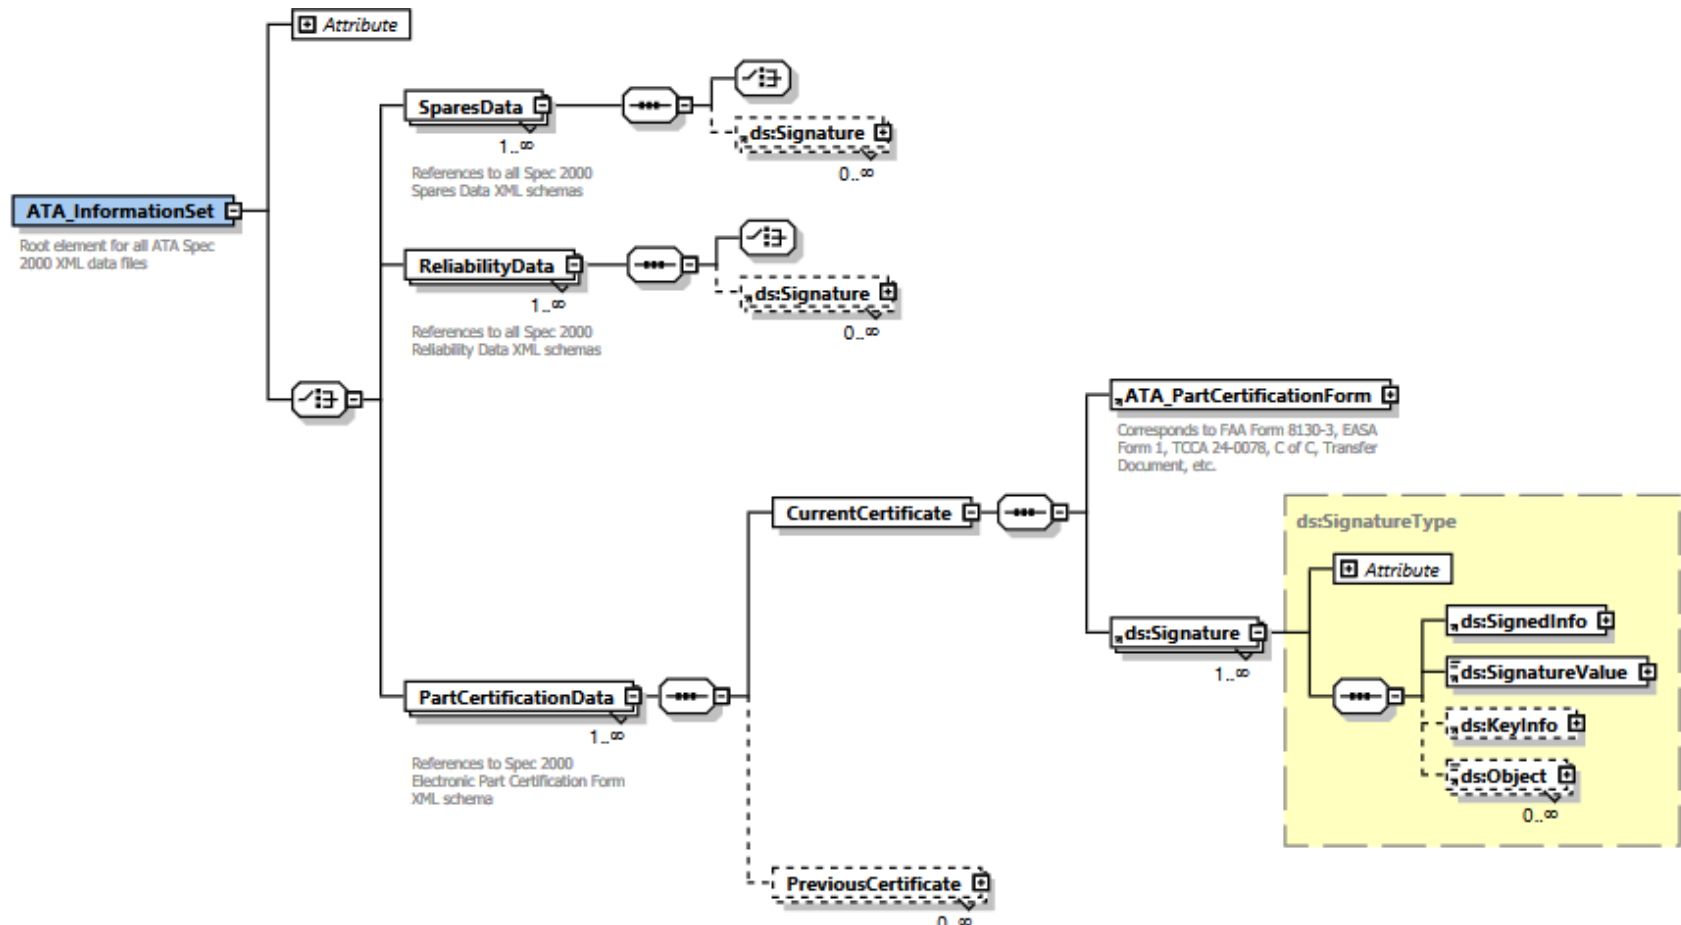 Attribute
SparesData
1..∞
References to all Spec 2000
Spares Data XML schemas
ds:Signature
0..∞
ATA_InformationSet
Root element for all ATA Spec
2000 XML data files
ReliabilityData
1..∞
References to all Spec 2000
Reliability Data XML schemas
ds:Signature
0..∞
ATA_PartCertificationForm
Corresponds to FAA Form 8130-3, EASA
Form 1, TCCA 24-0078, C of C, Transfer
Document, etc.
CurrentCertificate
ds:SignatureType
Attribute
ds:Signature
1..∞
ds:SignedInfo
ds:SignatureValue
ds:KeyInfo
ds:Object
0..∞
PartCertificationData
1..∞
References to Spec 2000
Electronic Part Certification Form
XML schema
PreviousCertificate
0..∞